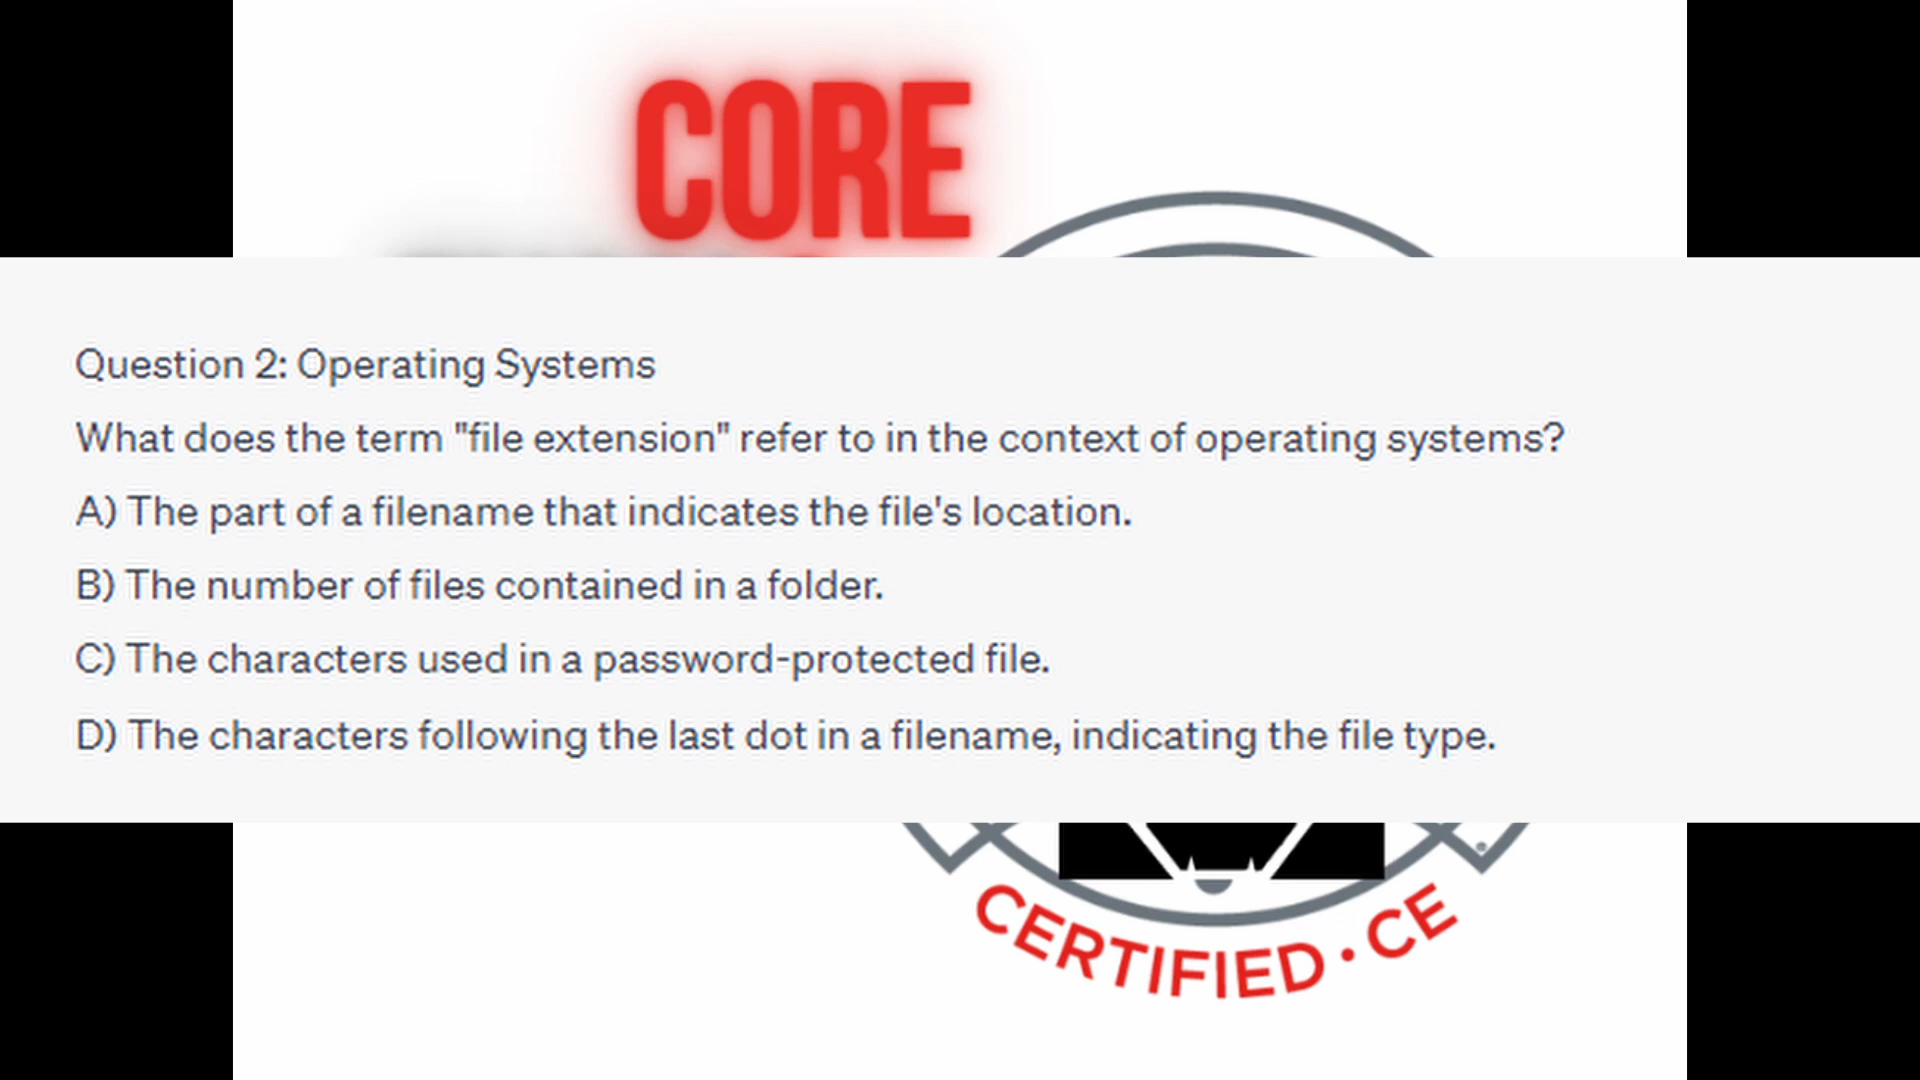 CORE
Question 2: Operating Systems
What does the term "file extension" refer to in the context of operating systems?
A) The part of a filename that indicates the file's location.
B) The number of files contained in a folder.
C) The characters used in a password-protected file.
D) The characters following the last dot in a filename, indicating the file type.
CERTIFIED • CE